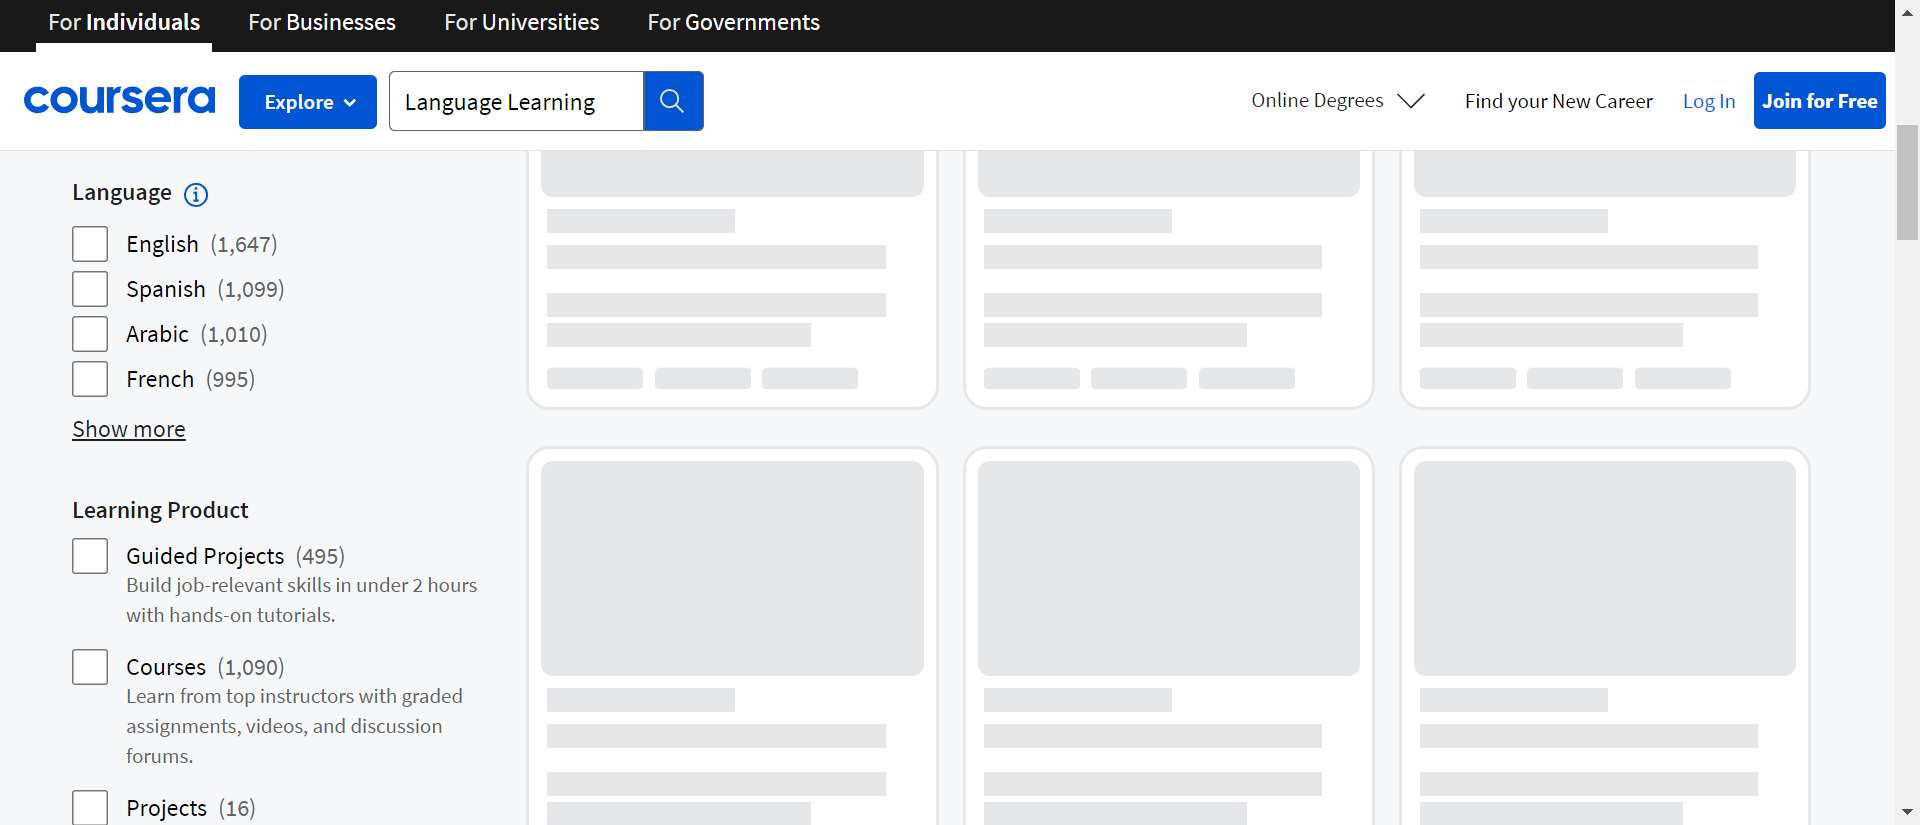 For Individuals For Businesses For Universities For Governments
coursera Explore Language Learning Online Degrees Find your New Career Log In Join for Free
Language
English (1,647)
Spanish (1,099)
Arabic (1,010)
French (995)
Show more
Learning Product
Guided Projects (495)
Build job-relevant skills in under 2 hours
with hands-on tutorials.
Courses (1,090)
Learn from top instructors with graded
assignments, videos, and discussion
forums.
Projects (16)